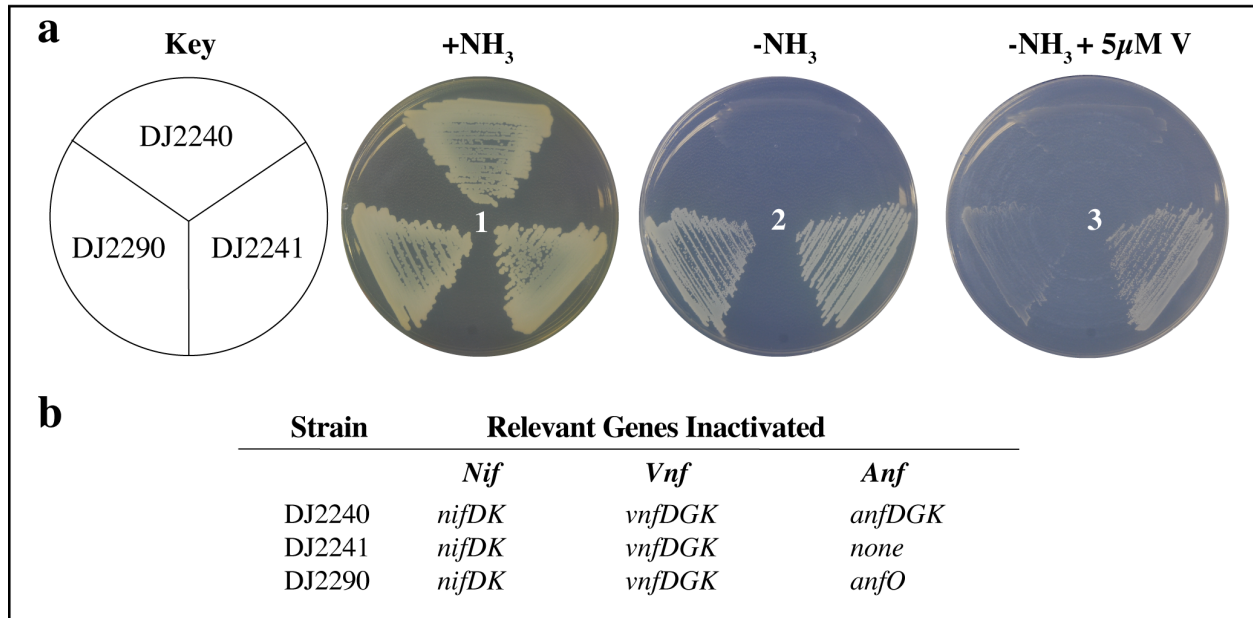 a
Key +NH₃ -NH₃ -NH₃ + 5µM V
DJ2240
DJ2290 DJ2241
1 2 3
b
Strain Relevant Genes Inactivated
Nif Vnf Anf
DJ2240 nifDK vnfDGK anfDGK
DJ2241 nifDK vnfDGK none
DJ2290 nifDK vnfDGK anfO